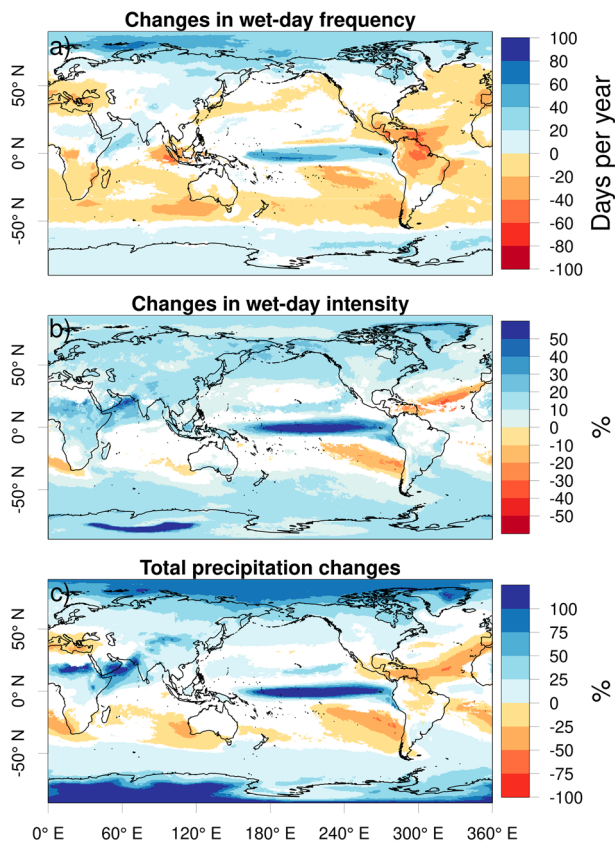 Changes in wet-day frequency
a)
50° N
0° N
-50° N
100
80
60
40
20
0
-20
-40
-60
-80
-100
Days per year
Changes in wet-day intensity
b)
50° N
0° N
-50° N
50
40
30
20
10
0
-10
-20
-30
-40
-50
%
Total precipitation changes
c)
50° N
0° N
-50° N
100
75
50
25
0
-25
-50
-75
-100
%
0° E 60° E 120° E 180° E 240° E 300° E 360° E